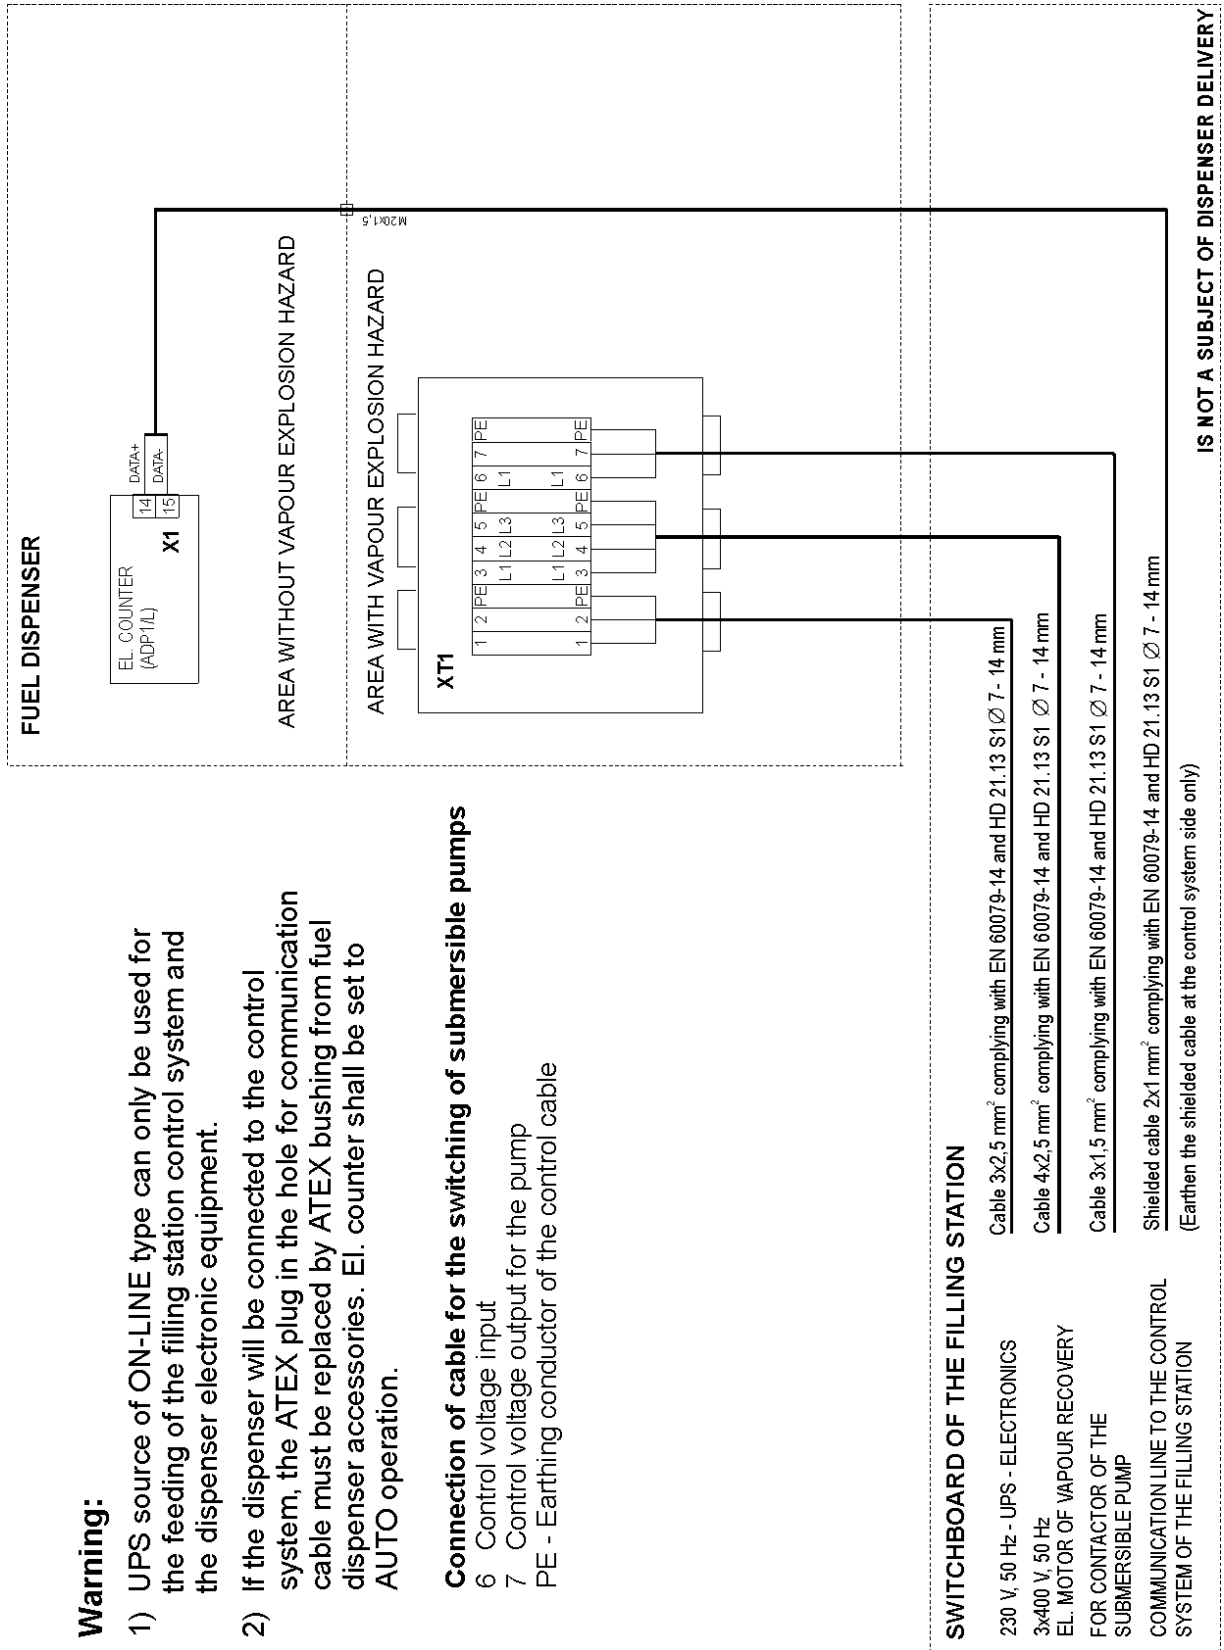 Warning:
1) UPS source of ON-LINE type can only be used for
the feeding of the filling station control system and
the dispenser electronic equipment.
2) If the dispenser will be connected to the control
system, the ATEX plug in the hole for communication
cable must be replaced by ATEX bushing from fuel
dispenser accessories. El. counter shall be set to
AUTO operation.
Connection of cable for the switching of submersible pumps
6 Control voltage input
7 Control voltage output for the pump
PE - Earthing conductor of the control cable
FUEL DISPENSER
EL. COUNTER
(ADP1/L)
X1
14
15
DATA+
DATA-
AREA WITHOUT VAPOUR EXPLOSION HAZARD
M20x1,5
AREA WITH VAPOUR EXPLOSION HAZARD
XT1
1 2 PE 3 4 5 PE 6 7 PE
L1 L2 L3 L1
L1 L2 L3 L1
1 2 PE 3 4 5 PE 6 7 PE
SWITCHBOARD OF THE FILLING STATION
230 V, 50 Hz - UPS - ELECTRONICS
Cable 3x2,5 mm² complying with EN 60079-14 and HD 21.13 S1 ∅ 7 - 14 mm
3x400 V, 50 Hz
EL. MOTOR OF VAPOUR RECOVERY
Cable 4x2,5 mm² complying with EN 60079-14 and HD 21.13 S1 ∅ 7 - 14 mm
FOR CONTACTOR OF THE
SUBMERSIBLE PUMP
Cable 3x1,5 mm² complying with EN 60079-14 and HD 21.13 S1 ∅ 7 - 14 mm
COMMUNICATION LINE TO THE CONTROL
SYSTEM OF THE FILLING STATION
Shielded cable 2x1 mm² complying with EN 60079-14 and HD 21.13 S1 ∅ 7 - 14 mm
(Earthen the shielded cable at the control system side only)
IS NOT A SUBJECT OF DISPENSER DELIVERY